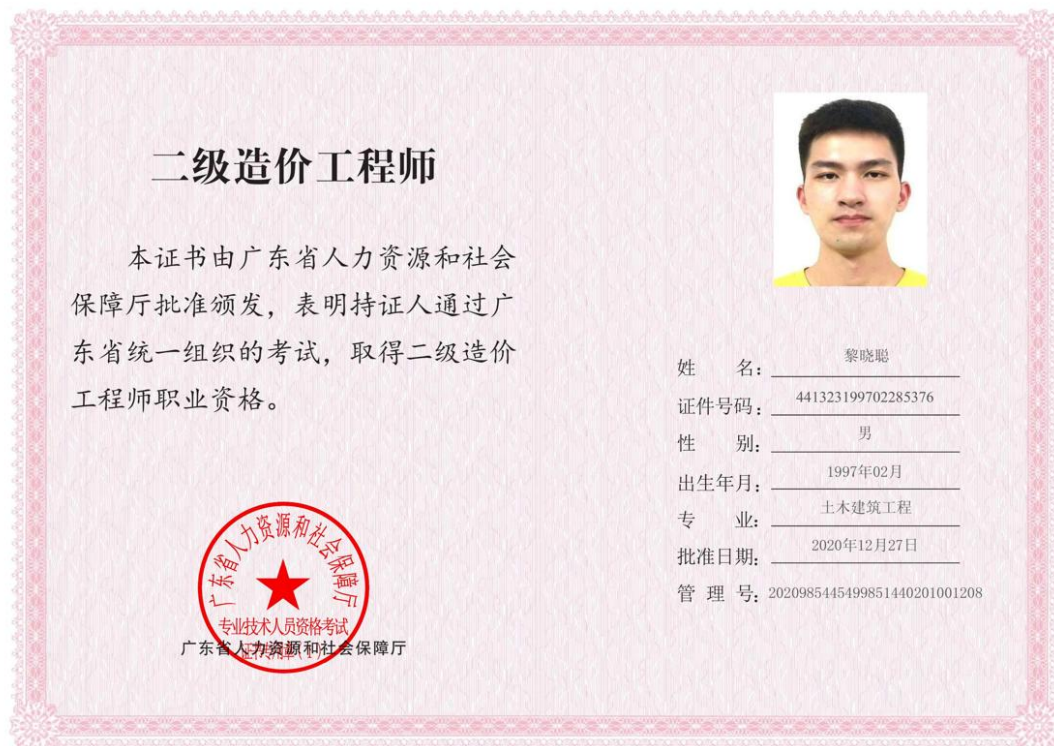 二级造价工程师
本证书由广东省人力资源和社会
保障厅批准颁发，表明持证人通过广
东省统一组织的考试，取得二级造价
工程师职业资格。
广东省人力资源和社会保障厅
专业技术人员资格考试
证书专用章(1)
广东省人力资源和社会保障厅
姓名：黎晓聪
证件号码：441323199702285376
性别：男
出生年月：1997年02月
专业：土木建筑工程
批准日期：2020年12月27日
管理号：2020985445499851440201001208